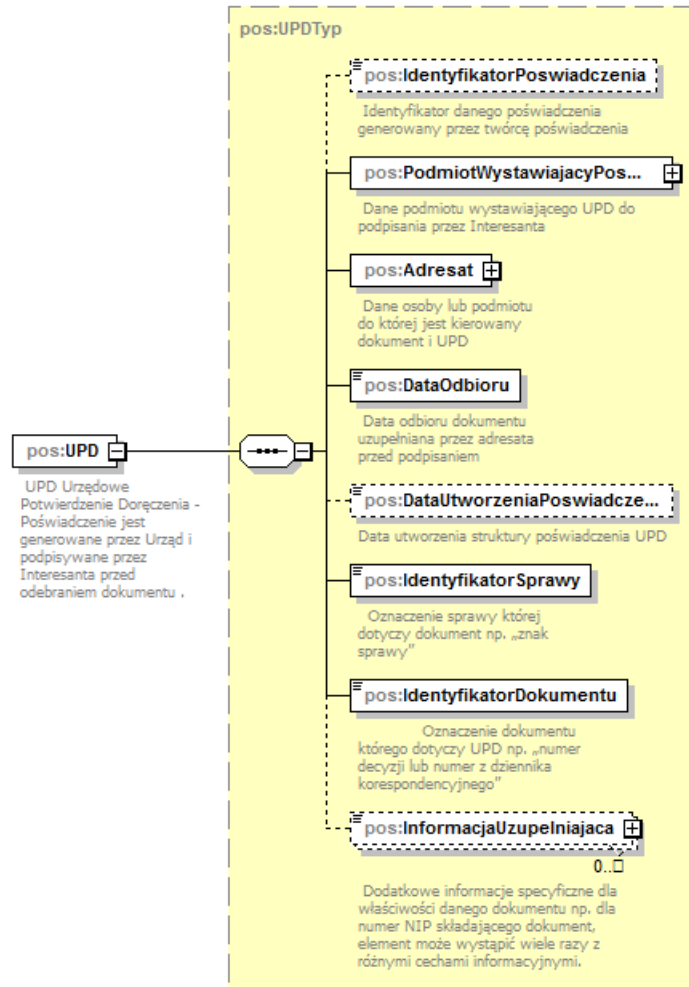 pos:UPDTyp
pos:IdentyfikatorPoswiadczenia
Identyfikator danego poświadczenia
generowany przez twórcę poświadczenia
pos:PodmiotWystawiajacyPos...
Dane podmiotu wystawiającego UPD do
podpisania przez Interesanta
pos:Adresat
Dane osoby lub podmiotu
do której jest kierowany
dokument i UPD
pos:DataOdbioru
Data odbioru dokumentu
uzupełniana przez adresata
przed podpisaniem
pos:UPD
UPD Urzędowe
Potwierdzenie Doręczenia -
Poświadczenie jest
generowane przez Urząd i
podpisywane przez
Interesanta przed
odebraniem dokumentu .
pos:DataUtworzeniaPoswiadcze...
Data utworzenia struktury poświadczenia UPD
pos:IdentyfikatorSprawy
Oznaczenie sprawy której
dotyczy dokument np. „znak
sprawy”
pos:IdentyfikatorDokumentu
Oznaczenie dokumentu
którego dotyczy UPD np. „numer
decyzji lub numer z dziennika
korespondencyjnego”
pos:InformacjaUzupelniajaca
0..□
Dodatkowe informacje specyficzne dla
właściwości danego dokumentu np. dla
numer NIP składającego dokument,
element może wystąpić wiele razy z
różnymi cechami informacyjnymi.